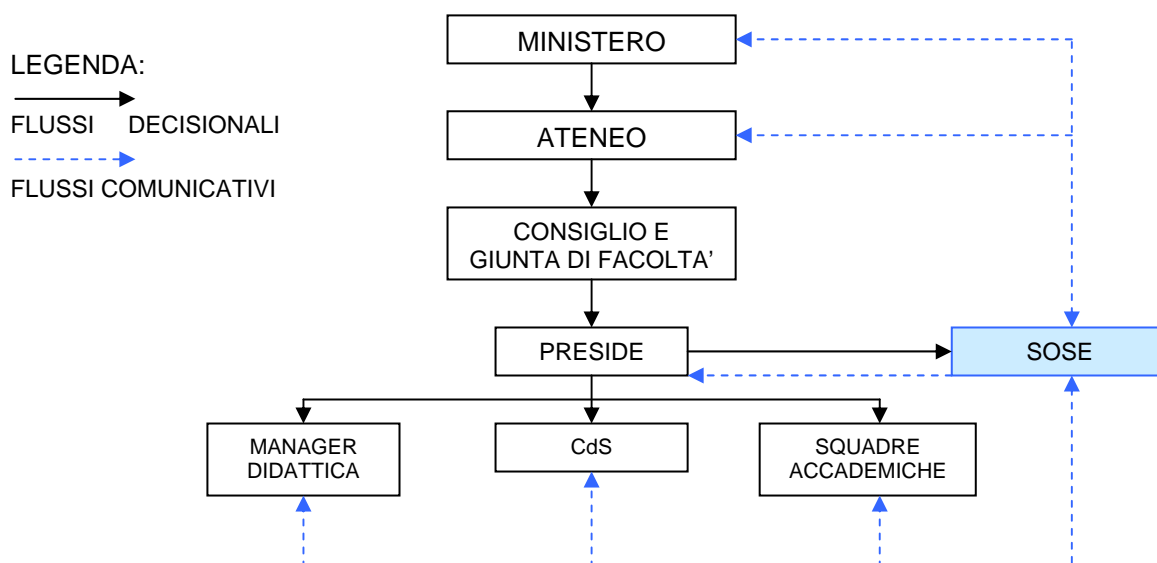 MINISTERO
LEGENDA:
FLUSSI DECISIONALI
ATENEO
FLUSSI COMUNICATIVI
CONSIGLIO E
GIUNTA DI FACOLTA’
PRESIDE
SOSE
MANAGER
DIDATTICA
CdS
SQUADRE
ACCADEMICHE